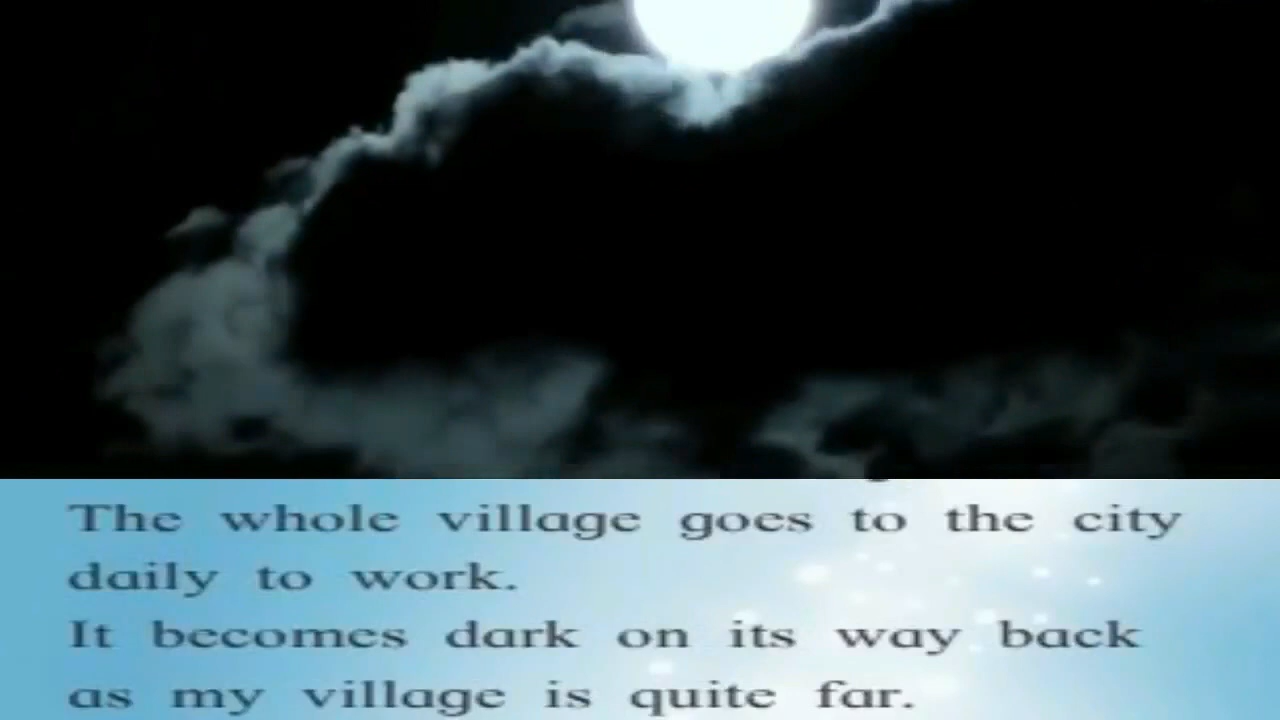 The whole village goes to the city
daily to work.
It becomes dark on its way back
as my village is quite far.